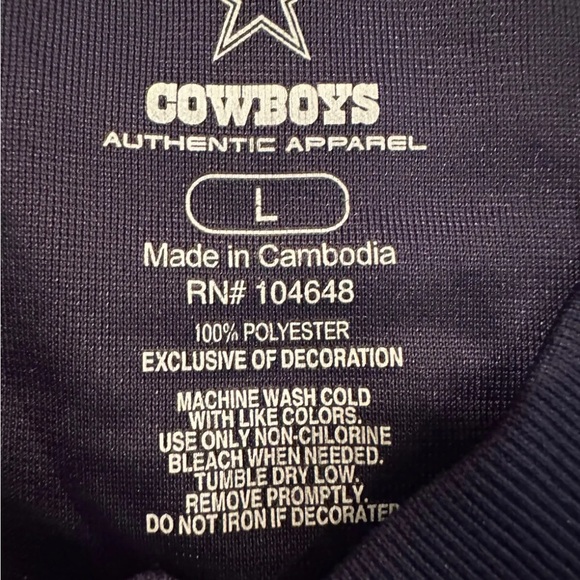 COWBOYS
AUTHENTIC APPAREL
L
Made in Cambodia
RN# 104648
100% POLYESTER
EXCLUSIVE OF DECORATION
MACHINE WASH COLD
WITH LIKE COLORS.
USE ONLY NON-CHLORINE
BLEACH WHEN NEEDED.
TUMBLE DRY LOW.
REMOVE PROMPTLY.
DO NOT IRON IF DECORATED